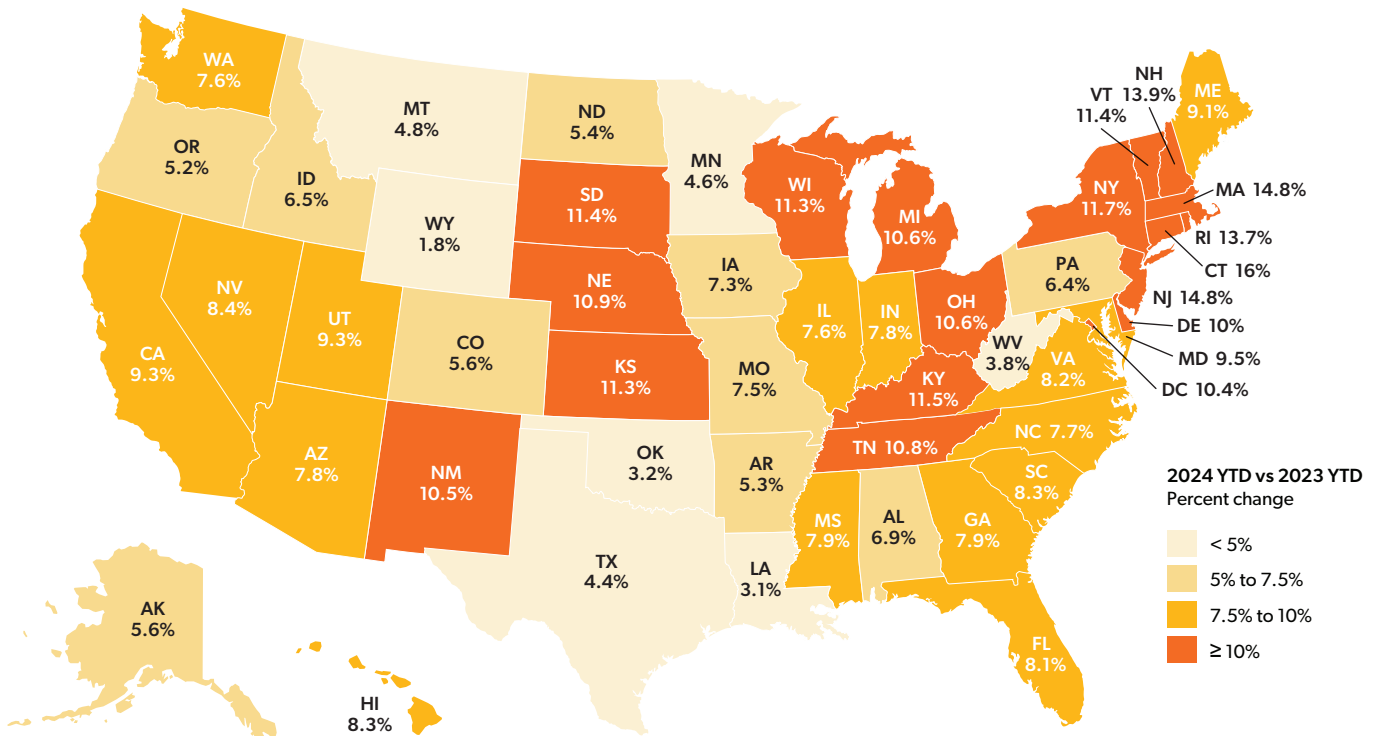 WA
7.6%
OR
5.2%
ID
6.5%
MT
4.8%
WY
1.8%
ND
5.4%
SD
11.4%
NE
10.9%
KS
11.3%
MN
4.6%
IA
7.3%
MO
7.5%
AR
5.3%
LA
3.1%
WI
11.3%
MI
10.6%
IL
7.6%
IN
7.8%
OH
10.6%
KY
11.5%
TN 10.8%
WV
3.8%
VA
8.2%
NC 7.7%
SC
8.3%
GA
7.9%
AL
6.9%
MS
7.9%
FL
8.1%
PA
6.4%
NY
11.7%
VT
11.4%
NH
13.9%
ME
9.1%
MA 14.8%
RI 13.7%
CT 16%
NJ 14.8%
DE 10%
MD 9.5%
DC 10.4%
CA
9.3%
NV
8.4%
UT
9.3%
CO
5.6%
AZ
7.8%
NM
10.5%
OK
3.2%
TX
4.4%
AK
5.6%
HI
8.3%
2024 YTD vs 2023 YTD
Percent change
< 5%
5% to 7.5%
7.5% to 10%
≥ 10%